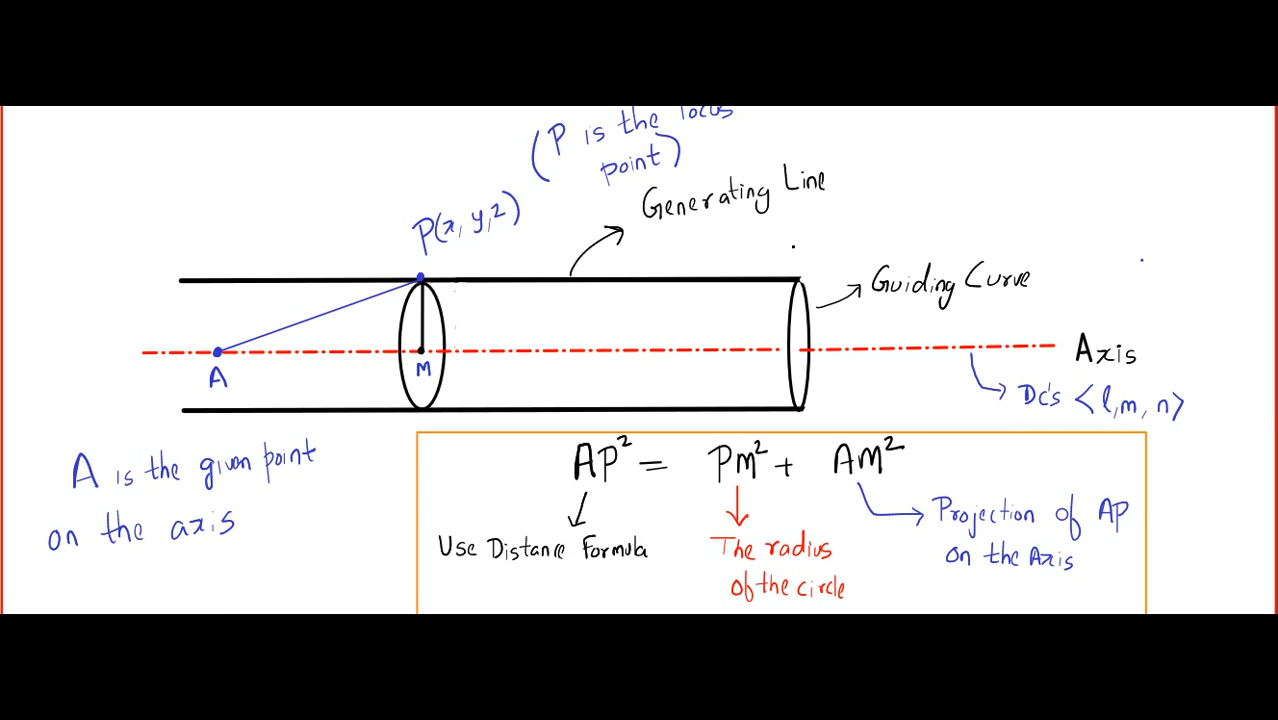 (P is the locus
point)
Generating Line
P(x, y, z)
Guiding Curve
Axis
A
M
Dc's <l, m, n>
A is the given point
on the axis
AP² = PM² + AM²
Use Distance Formula
The radius
of the circle
Projection of AP
on the Axis